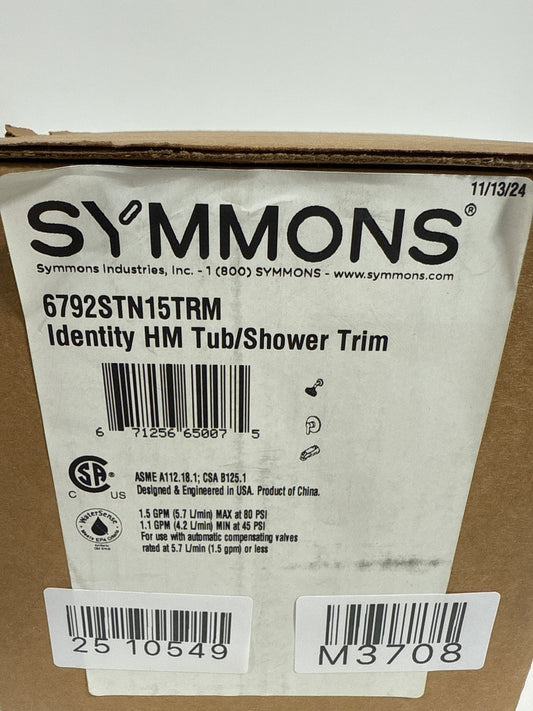 11/13/24
SYMMONS®
Symmons Industries, Inc. - 1 (800) SYMMONS - www.symmons.com
6792STN15TRM
Identity HM Tub/Shower Trim
6 71256 65007 5
CSA
C US
ASME A112.18.1; CSA B125.1
Designed & Engineered in USA. Product of China.
WaterSense
Meets EPA Criteria
1.5 GPM (5.7 L/min) MAX at 80 PSI
1.1 GPM (4.2 L/min) MIN at 45 PSI
For use with automatic compensating valves
rated at 5.7 L/min (1.5 gpm) or less
25 10549
M3708